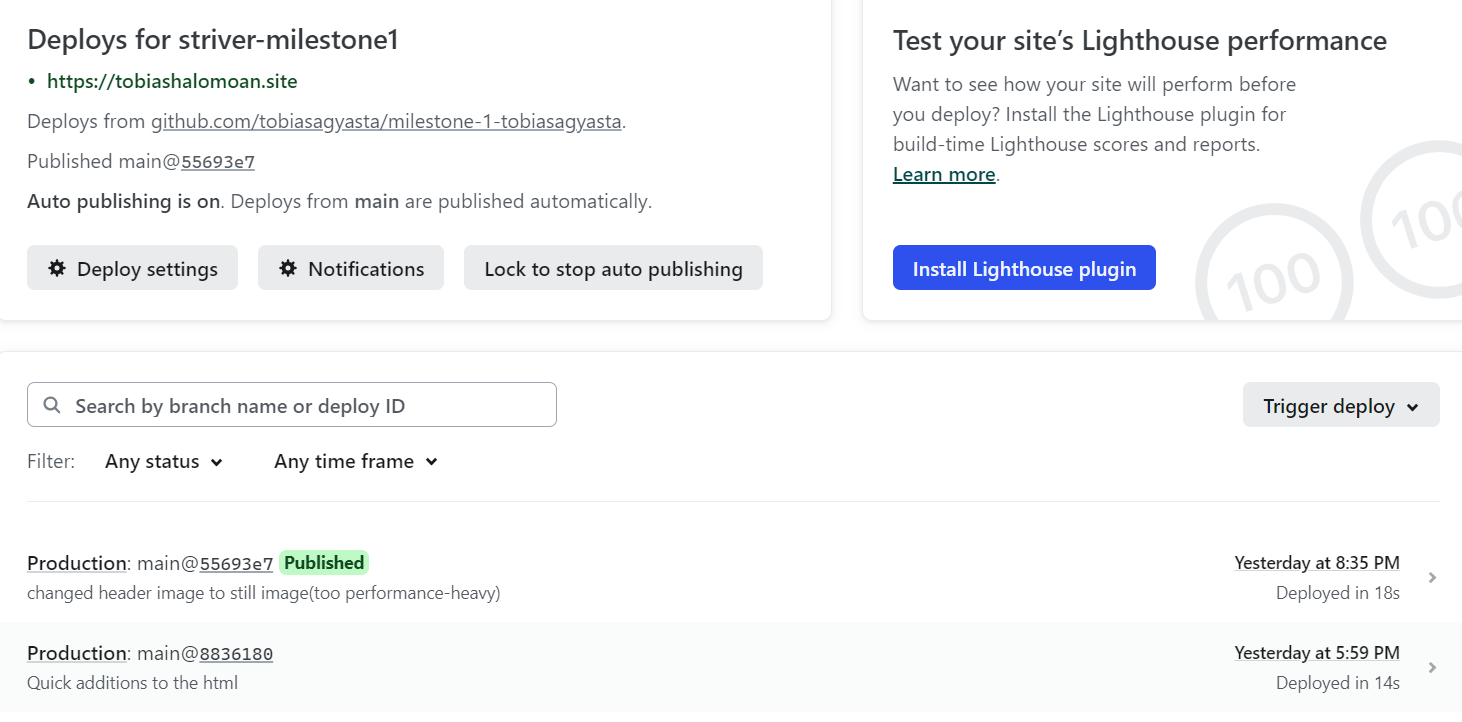 Deploys for striver-milestone1
• https://tobiashalomoan.site
Deploys from github.com/tobiasagyasta/milestone-1-tobiasagyasta.
Published main@55693e7
Auto publishing is on. Deploys from main are published automatically.
Deploy settings
Notifications
Lock to stop auto publishing
Test your site’s Lighthouse performance
Want to see how your site will perform before
you deploy? Install the Lighthouse plugin for
build-time Lighthouse scores and reports.
Learn more.
Install Lighthouse plugin
100
100
Search by branch name or deploy ID
Trigger deploy
Filter: Any status Any time frame
Production: main@55693e7 Published
Yesterday at 8:35 PM
changed header image to still image(too performance-heavy)
Deployed in 18s
Production: main@8836180
Yesterday at 5:59 PM
Quick additions to the html
Deployed in 14s